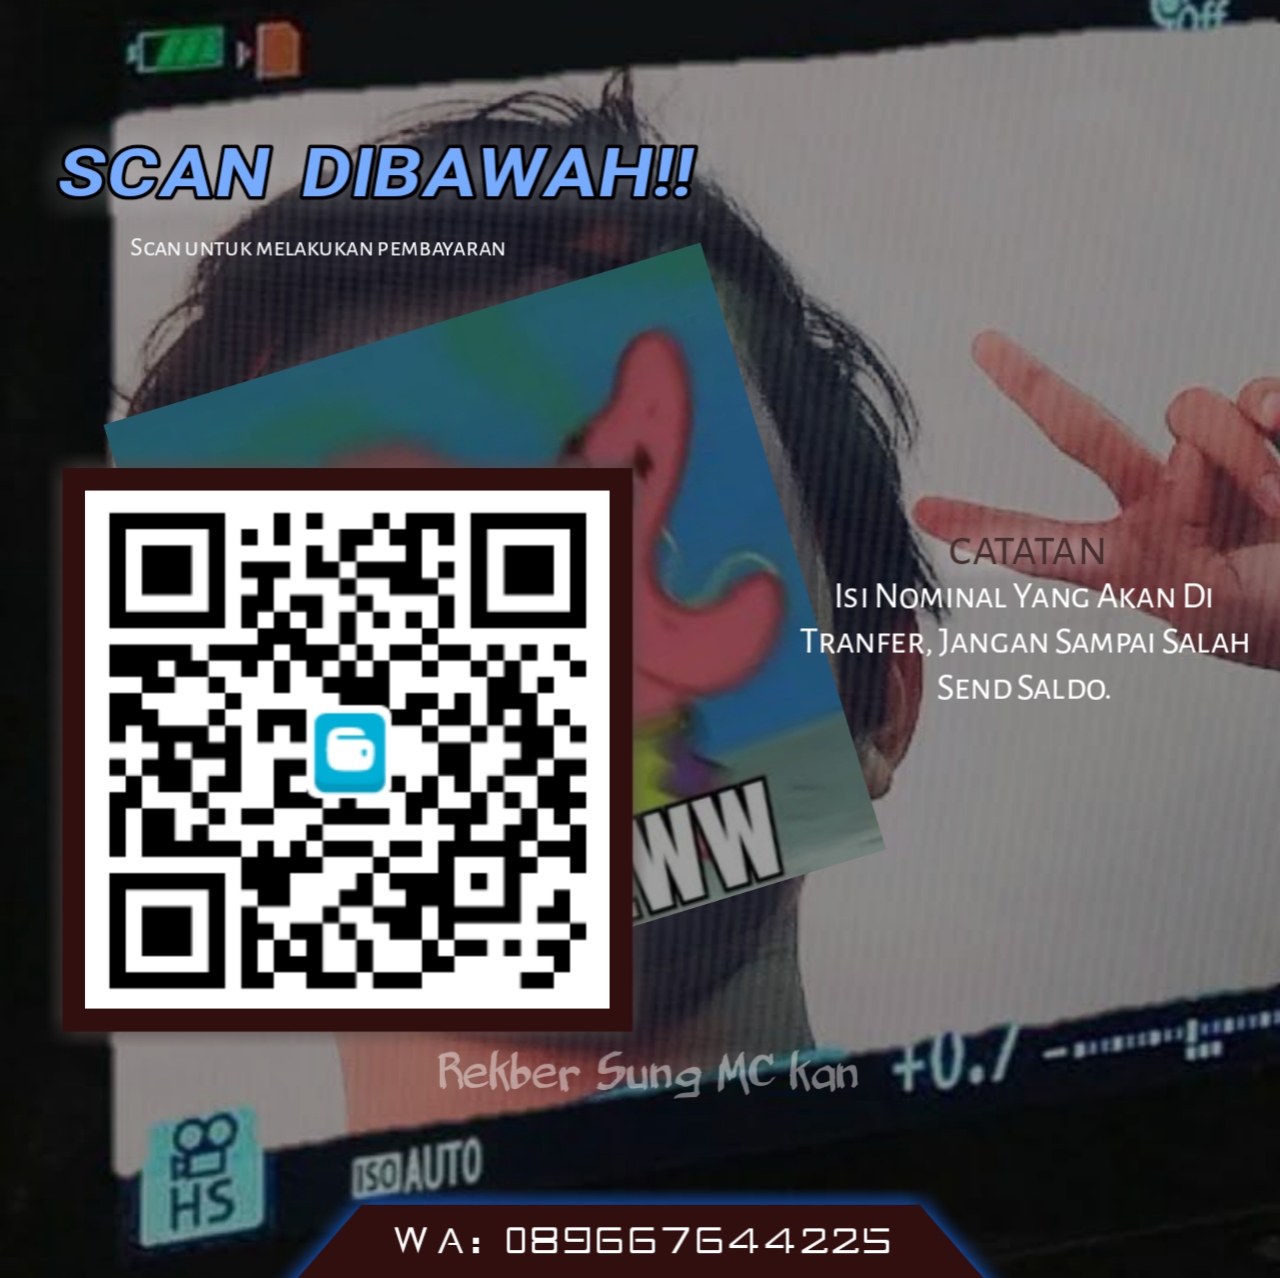 Off
SCAN DIBAWAH!!
Scan untuk melakukan pembayaran
CATATAN
Isi Nominal Yang Akan Di
Tranfer, Jangan Sampai Salah
Send Saldo.
WW
Rekber Sung MC kan
+0.7
HS
ISO AUTO
WA: 089667644225